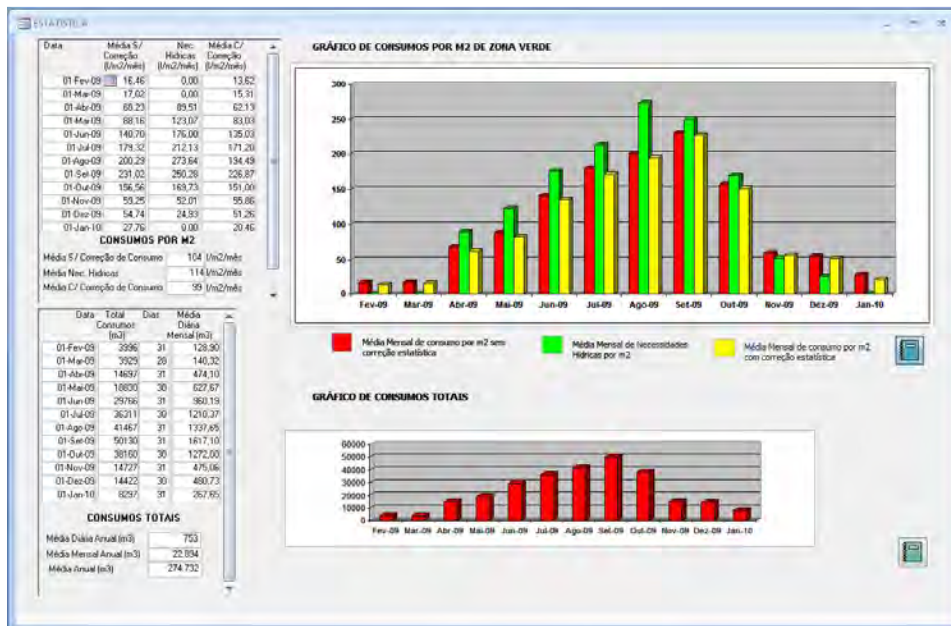 ESTATISTICA
Data Média S/ Correção (l/m2/mês) Nec. Hidicas (l/m2/mês) Média C/ Correção (l/m2/mês)
01-Fev-09 16,46 0,00 13,62
01-Mar-09 17,02 0,00 15,31
01-Abr-09 68,23 89,51 62,13
01-Mai-09 88,16 123,07 83,03
01-Jun-09 140,70 176,00 135,03
01-Jul-09 179,32 212,13 171,20
01-Ago-09 200,29 273,64 194,49
01-Set-09 231,02 250,28 226,87
01-Out-09 156,56 169,73 151,00
01-Nov-09 59,25 52,01 55,86
01-Dez-09 54,74 24,93 51,26
01-Jan-10 27,76 0,00 20,46
CONSUMOS POR M2
Média S/ Correção de Consumo 104 l/m2/mês
Média Nec. Hidicas 114 l/m2/mês
Média C/ Correção de Consumo 99 l/m2/mês
Data Total Consumos (m3) Dias Média Diária Mensal (m3)
01-Fev-09 3996 31 128,90
01-Mar-09 3929 28 140,32
01-Abr-09 14697 31 474,10
01-Mai-09 18830 30 627,67
01-Jun-09 29766 31 960,19
01-Jul-09 36311 30 1210,37
01-Ago-09 41467 31 1337,65
01-Set-09 50130 31 1617,10
01-Out-09 38160 30 1272,00
01-Nov-09 14727 31 475,06
01-Dez-09 14422 30 480,73
01-Jan-10 8297 31 267,65
CONSUMOS TOTAIS
Média Diária Anual (m3) 753
Média Mensal Anual (m3) 22.894
Média Anual (m3) 274.732
GRÁFICO DE CONSUMOS POR M2 DE ZONA VERDE
300
250
200
150
100
50
0
Fev-09 Mar-09 Abr-09 Mai-09 Jun-09 Jul-09 Ago-09 Set-09 Out-09 Nov-09 Dez-09 Jan-10
Média Mensal de consumo por m2 sem
correção estatística
Média Mensal de Necessidades
Hídricas por m2
Média Mensal de consumo por m2
com correção estatística
GRÁFICO DE CONSUMOS TOTAIS
60000
50000
40000
30000
20000
10000
0
Fev-09 Mar-09 Abr-09 Mai-09 Jun-09 Jul-09 Ago-09 Set-09 Out-09 Nov-09 Dez-09 Jan-10